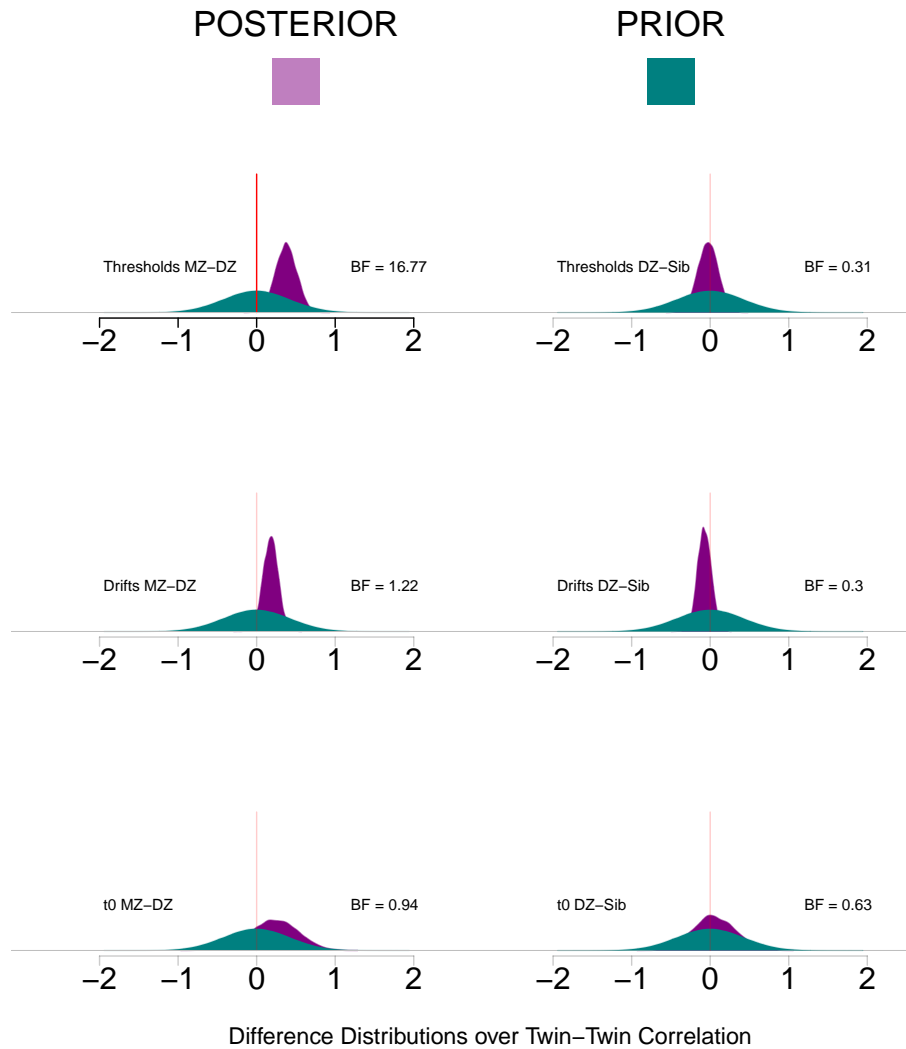 POSTERIOR PRIOR
Thresholds MZ−DZ BF = 16.77 Thresholds DZ−Sib BF = 0.31
−2 −1 0 1 2 −2 −1 0 1 2
Drifts MZ−DZ BF = 1.22 Drifts DZ−Sib BF = 0.3
−2 −1 0 1 2 −2 −1 0 1 2
t0 MZ−DZ BF = 0.94 t0 DZ−Sib BF = 0.63
−2 −1 0 1 2 −2 −1 0 1 2
Difference Distributions over Twin−Twin Correlation